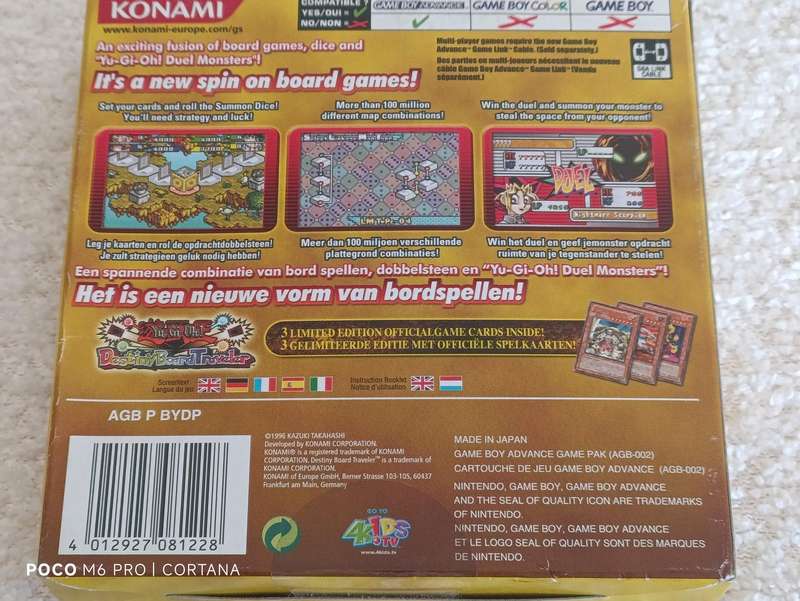 KONAMI
www.konami-europe.com/gs
COMPATIBLE ?
YES/OUI =
NO/NON =
GAME BOY ADVANCE
GAME BOY COLOR
GAME BOY
An exciting fusion of board games, dice and
"Yu-Gi-Oh! Duel Monsters"!
It's a new spin on board games!
Multi-player games require the new Game Boy
Advance™ Game Link™ Cable. (Sold separately.)
Des parties en multi-joueurs nécessitent le nouveau
câble Game Boy Advance™ Game Link™ (Vendu
séparément.)
GBA LINK
CABLE
Set your cards and roll the Summon Dice!
You'll need strategy and luck!
More than 100 million
different map combinations!
Win the duel and summon your monster to
steal the space from your opponent!
DUEL
LP
Leg je kaarten en rol de opdrachtdobbelsteen!
Je zult strategiseen geluk nodig hebben!
Meer dan 100 miljoen verschillende
plattegrond combinaties!
Win het duel en geef jemonster opdracht
ruimte van je tegenstander te stelen!
Een spannende combinatie van bord spellen, dobbelsteen en "Yu-Gi-Oh! Duel Monsters"!
Het is een nieuwe vorm van bordspellen!
Yu-Gi-Oh!
Destiny Board Traveler
3 LIMITED EDITION OFFICIALGAME CARDS INSIDE!
3 GELIMITEERDE EDITIE MET OFFICIËLE SPELKAARTEN!
Screentext
Langue du jeu
Instruction Booklet
Notice d'utilisation
AGB P BYDP
©1996 KAZUKI TAKAHASHI
Developed by KONAMI CORPORATION.
KONAMI® is a registered trademark of KONAMI
CORPORATION. Destiny Board Traveler™ is a trademark of
KONAMI CORPORATION.
KONAMI of Europe GmbH, Berner Strasse 103-105, 60437
Frankfurt am Main, Germany
MADE IN JAPAN
GAME BOY ADVANCE GAME PAK (AGB-002)
CARTOUCHE DE JEU GAME BOY ADVANCE (AGB-002)
NINTENDO, GAME BOY, GAME BOY ADVANCE
AND THE SEAL OF QUALITY ICON ARE TRADEMARKS
OF NINTENDO.
NINTENDO, GAME BOY, GAME BOY ADVANCE
ET LE LOGO SEAL OF QUALITY SONT DES MARQUES
DE NINTENDO.
GO TO
4KiDS
TV
www.4kids.tv
4 012927 081228
POCO M6 PRO | CORTANA